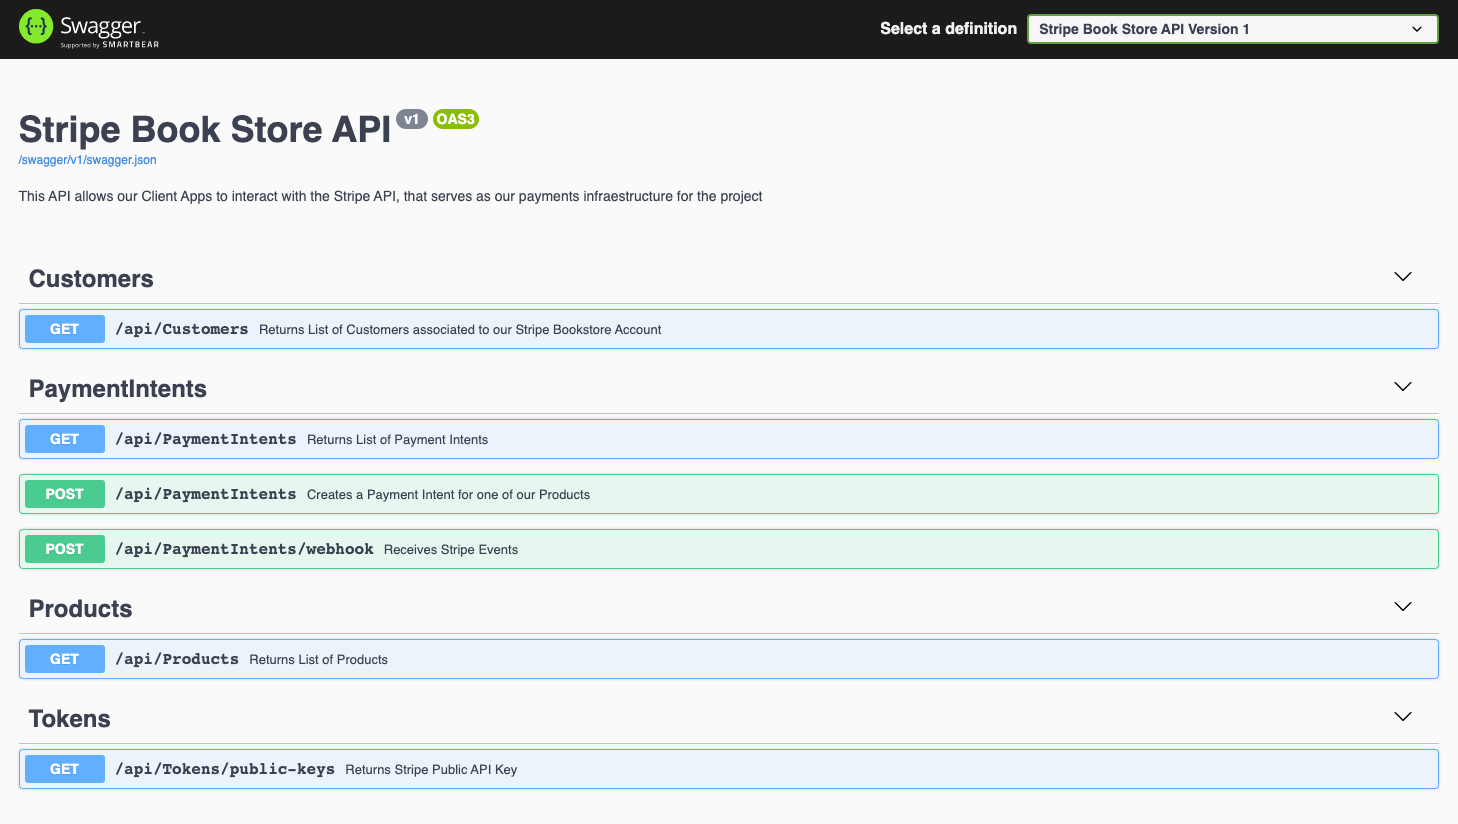 Swagger
Supported by SMARTBEAR
Select a definition
Stripe Book Store API Version 1
Stripe Book Store API v1 OAS3
/swagger/v1/swagger.json
This API allows our Client Apps to interact with the Stripe API, that serves as our payments infraestructure for the project
Customers
GET /api/Customers Returns List of Customers associated to our Stripe Bookstore Account
PaymentIntents
GET /api/PaymentIntents Returns List of Payment Intents
POST /api/PaymentIntents Creates a Payment Intent for one of our Products
POST /api/PaymentIntents/webhook Receives Stripe Events
Products
GET /api/Products Returns List of Products
Tokens
GET /api/Tokens/public-keys Returns Stripe Public API Key